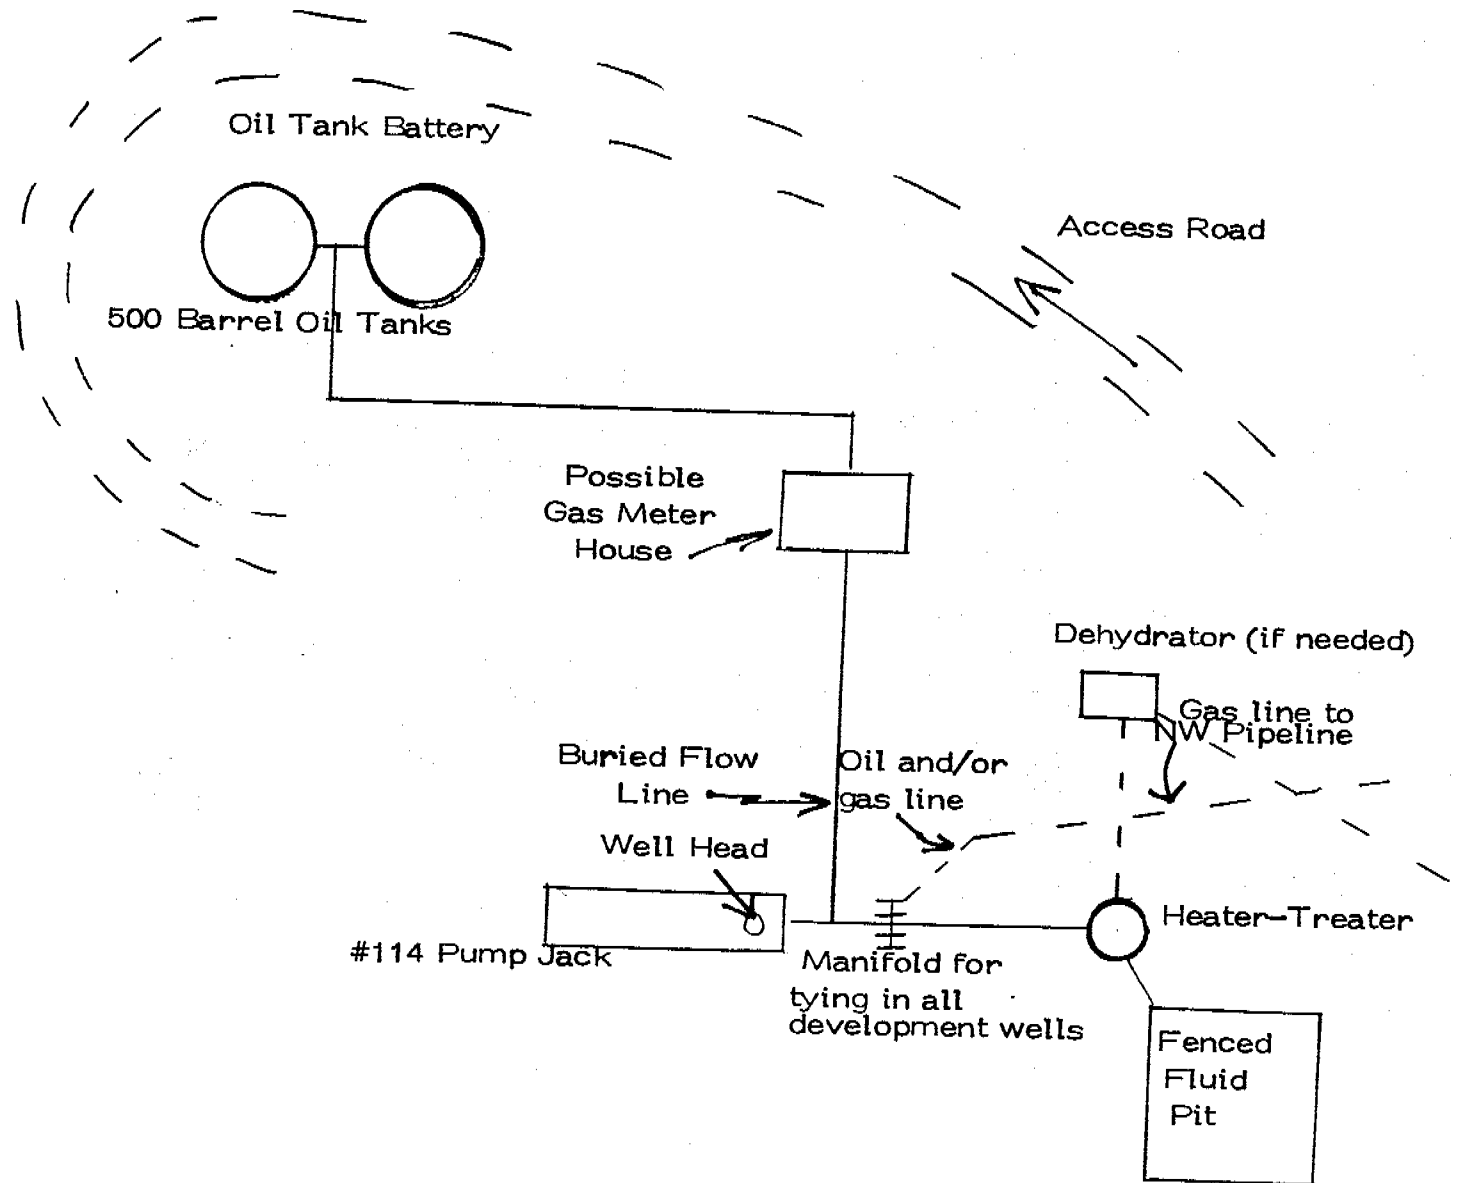 Oil Tank Battery
Access Road
500 Barrel Oil Tanks
Possible
Gas Meter
House
Dehydrator (if needed)
Gas line to
NW Pipeline
Buried Flow
Line
Oil and/or
gas line
Well Head
Heater-Treater
#114 Pump Jack
Manifold for
tying in all
development wells
Fenced
Fluid
Pit